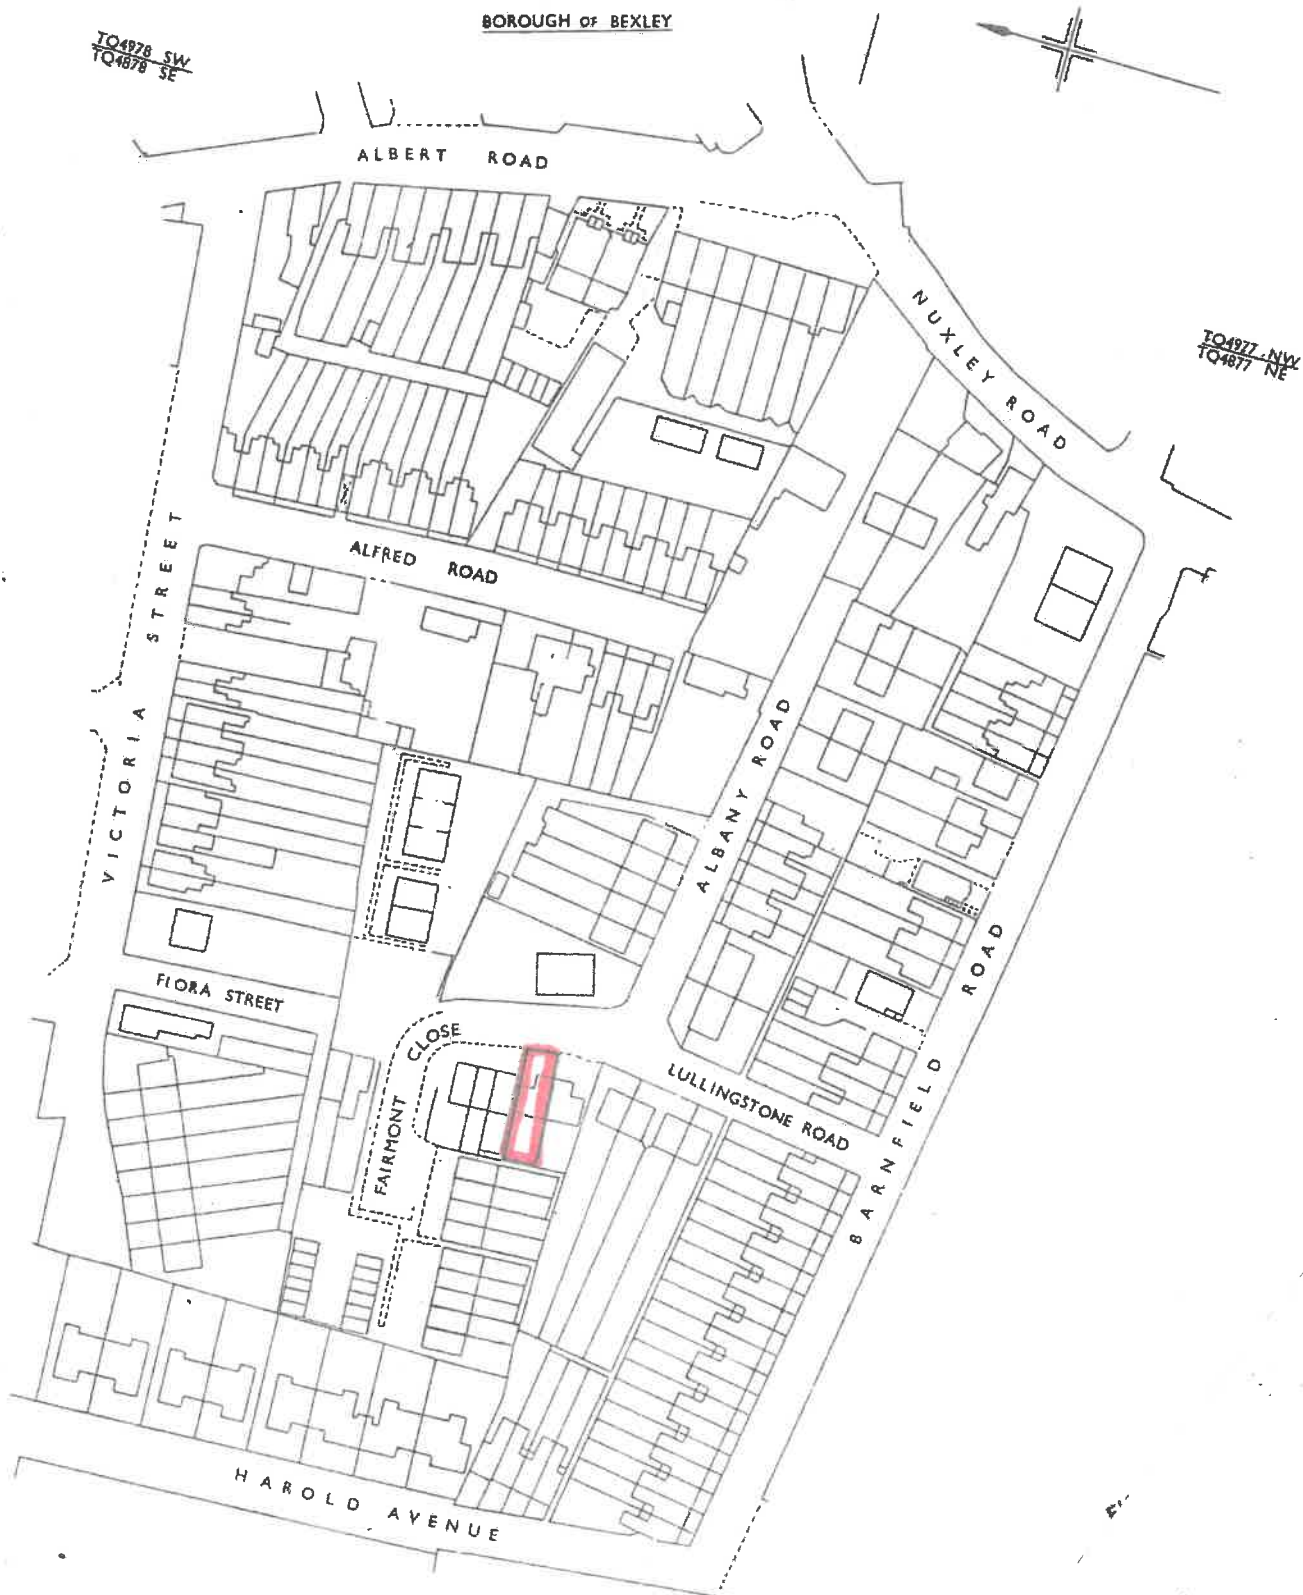 BOROUGH OF BEXLEY
TQ4978 SW
TQ4878 SE
ALBERT ROAD
NUXLEY ROAD
TQ4977 NW
TQ4877 NE
VICTORIA STREET
ALFRED ROAD
ALBANY ROAD
FLORA STREET
FAIRMONT CLOSE
LULLINGSTONE ROAD
BARNFIELD ROAD
HAROLD AVENUE